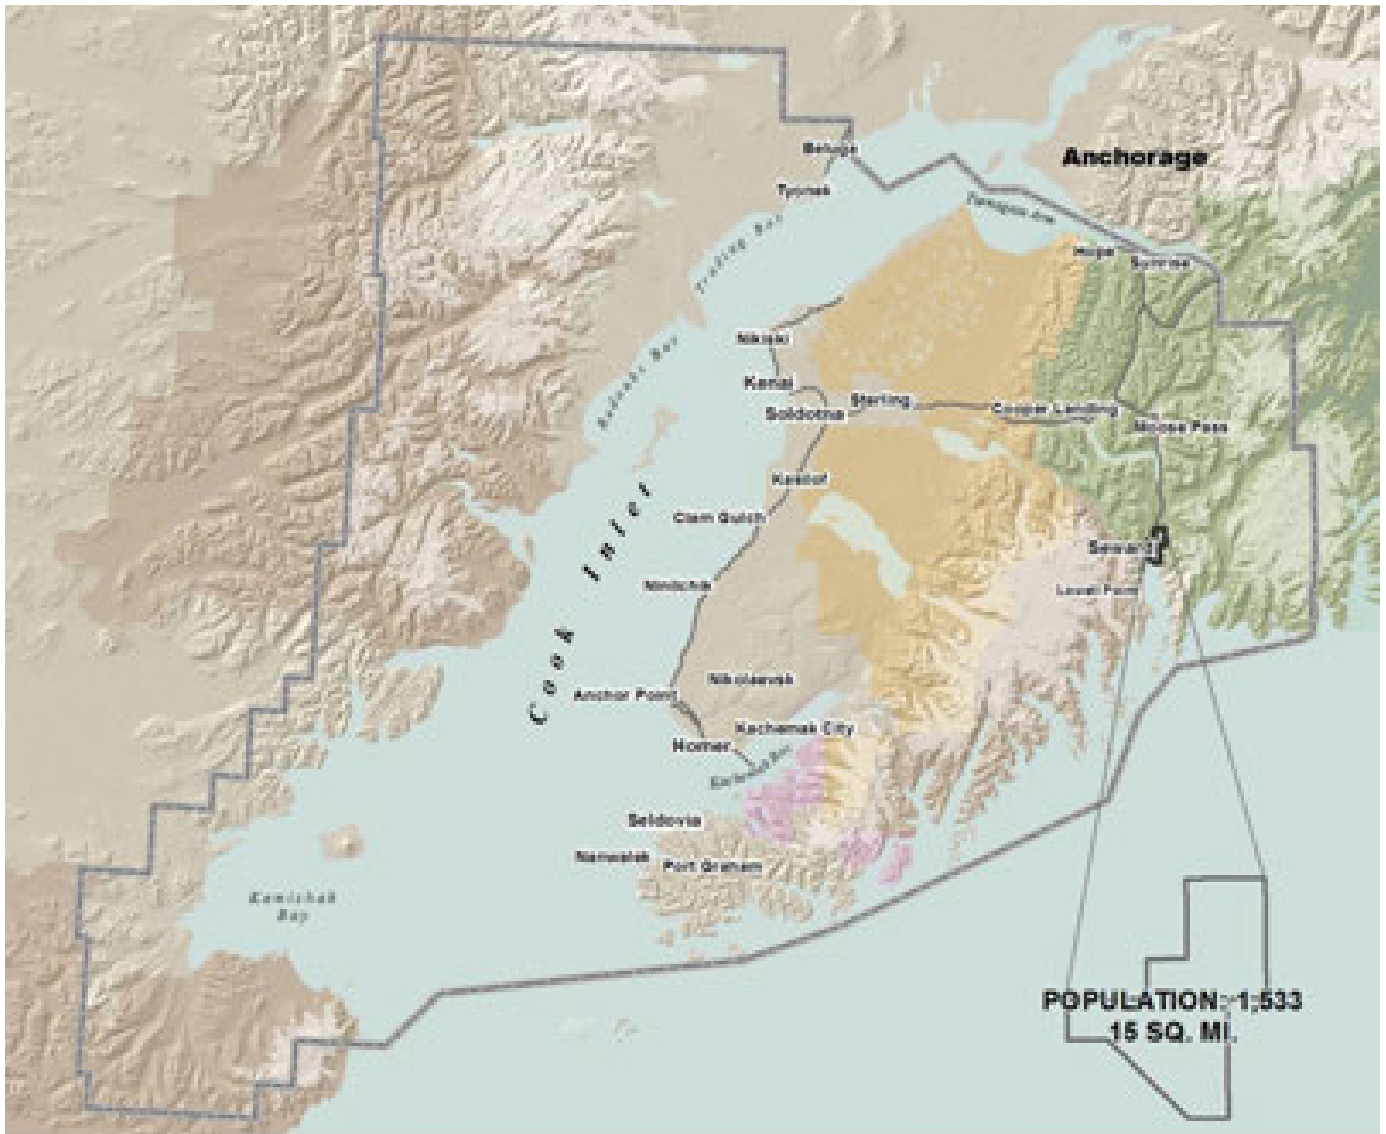 Beluga
Anchorage
Tyonek
Turnagain Arm
Trading Bay
Hope
Sunrise
Nikiski
Redoubt Bay
Kenai
Sterling
Soldotna
Cooper Landing
Moose Pass
Kasilof
Clam Gulch
Seward
Ninilchik
Lowell Point
Cook Inlet
Nikolaevsk
Anchor Point
Kachemak City
Homer
Kachemak Bay
Seldovia
Nanwalek
Port Graham
Kamishak
Bay
POPULATION: 1,533
15 SQ. MI.